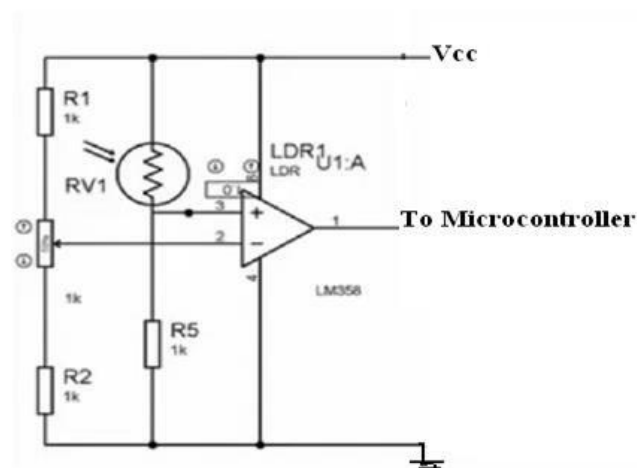 Vcc
R1
1k
LDR1
LDR
U1:A
RV1
3
1
To Microcontroller
2
4
LM358
1k
R5
1k
R2
1k